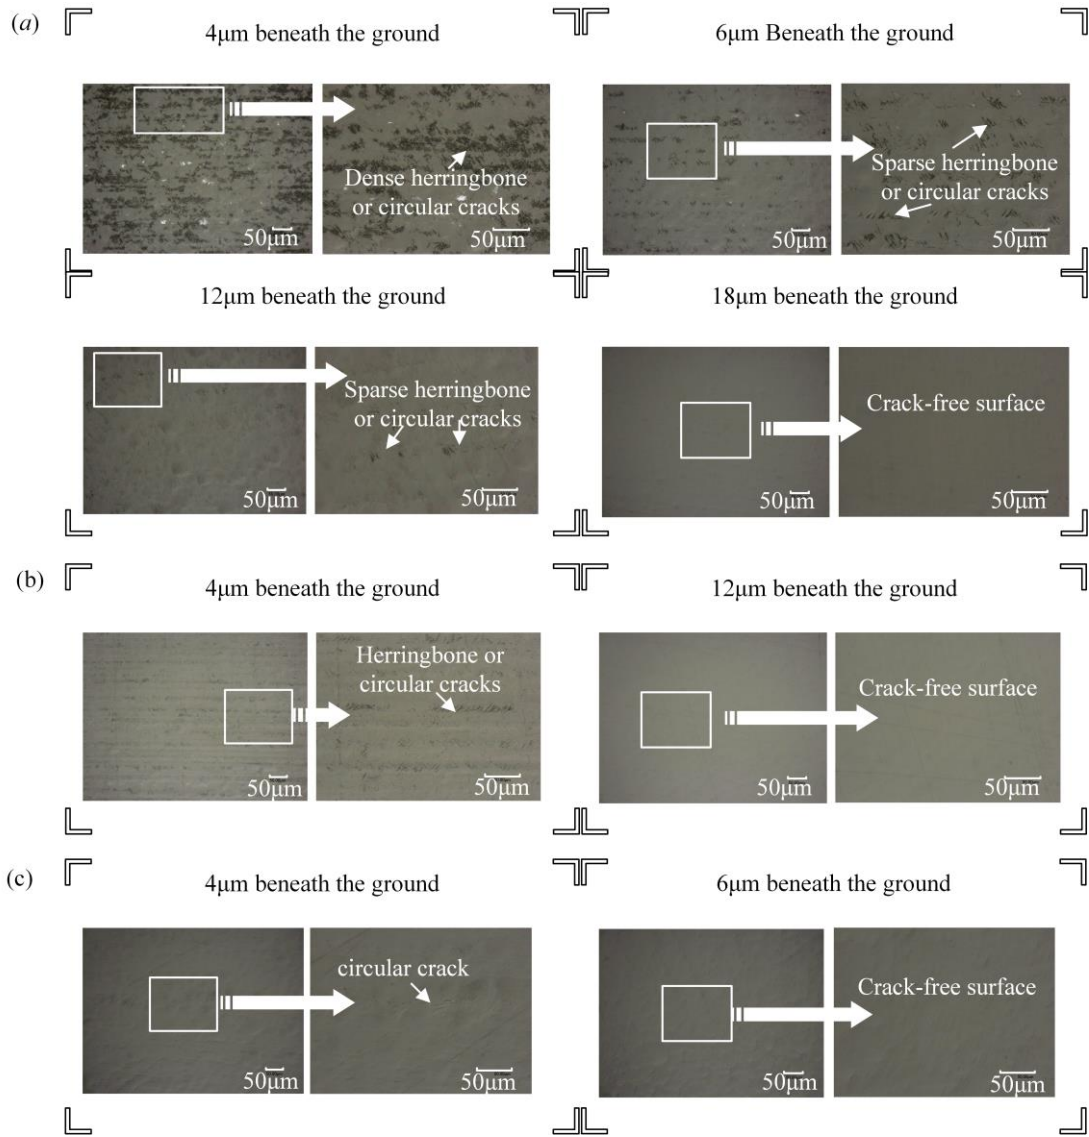 (a)
4μm beneath the ground
6μm Beneath the ground
Dense herringbone
or circular cracks
50μm
50μm
Sparse herringbone
or circular cracks
50μm
50μm
12μm beneath the ground
18μm beneath the ground
Sparse herringbone
or circular cracks
50μm
50μm
Crack-free surface
50μm
50μm
(b)
4μm beneath the ground
12μm beneath the ground
Herringbone or
circular cracks
50μm
50μm
Crack-free surface
50μm
50μm
(c)
4μm beneath the ground
6μm beneath the ground
circular crack
50μm
50μm
Crack-free surface
50μm
50μm